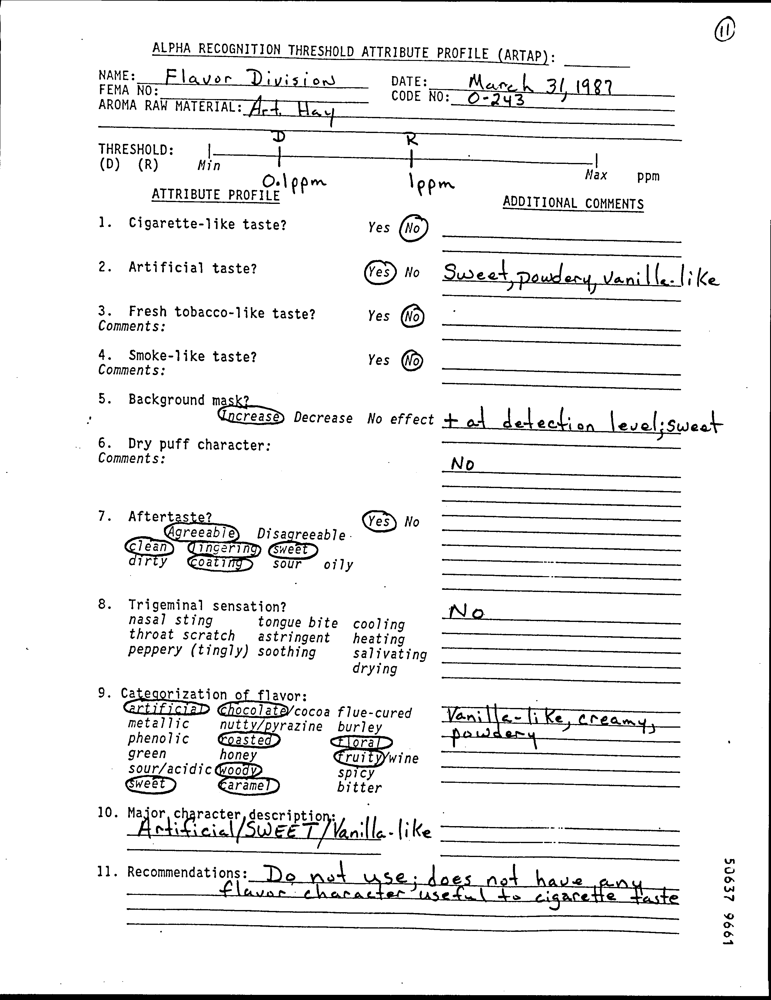 11
ALPHA RECOGNITION THRESHOLD ATTRIBUTE PROFILE (ARTAP):
NAME: Flavor Division DATE: March 31, 1987
FEMA NO: CODE NO: O-243
AROMA RAW MATERIAL: Art. Hay
D R
THRESHOLD:
(D) (R) Min Max ppm
0.1ppm 1ppm
ATTRIBUTE PROFILE ADDITIONAL COMMENTS
1. Cigarette-like taste? Yes No
2. Artificial taste? Yes No Sweet, powdery, vanilla-like
3. Fresh tobacco-like taste? Yes No
Comments:
4. Smoke-like taste? Yes No
Comments:
5. Background mask?
Increase Decrease No effect + at detection level; sweet
6. Dry puff character:
Comments: No
7. Aftertaste? Yes No
Agreeable Disagreeable
clean lingering sweet
dirty coating sour oily
8. Trigeminal sensation? No
nasal sting tongue bite cooling
throat scratch astringent heating
peppery (tingly) soothing salivating
drying
9. Categorization of flavor:
artificial chocolate/cocoa flue-cured Vanilla-like, creamy,
metallic nutty/pyrazine burley
phenolic roasted floral powdery
green honey fruity/wine
sour/acidic woody spicy
sweet caramel bitter
10. Major character description:
Artificial/SWEET/Vanilla-like
11. Recommendations: Do not use; does not have any
flavor character useful to cigarette taste
50637 9661